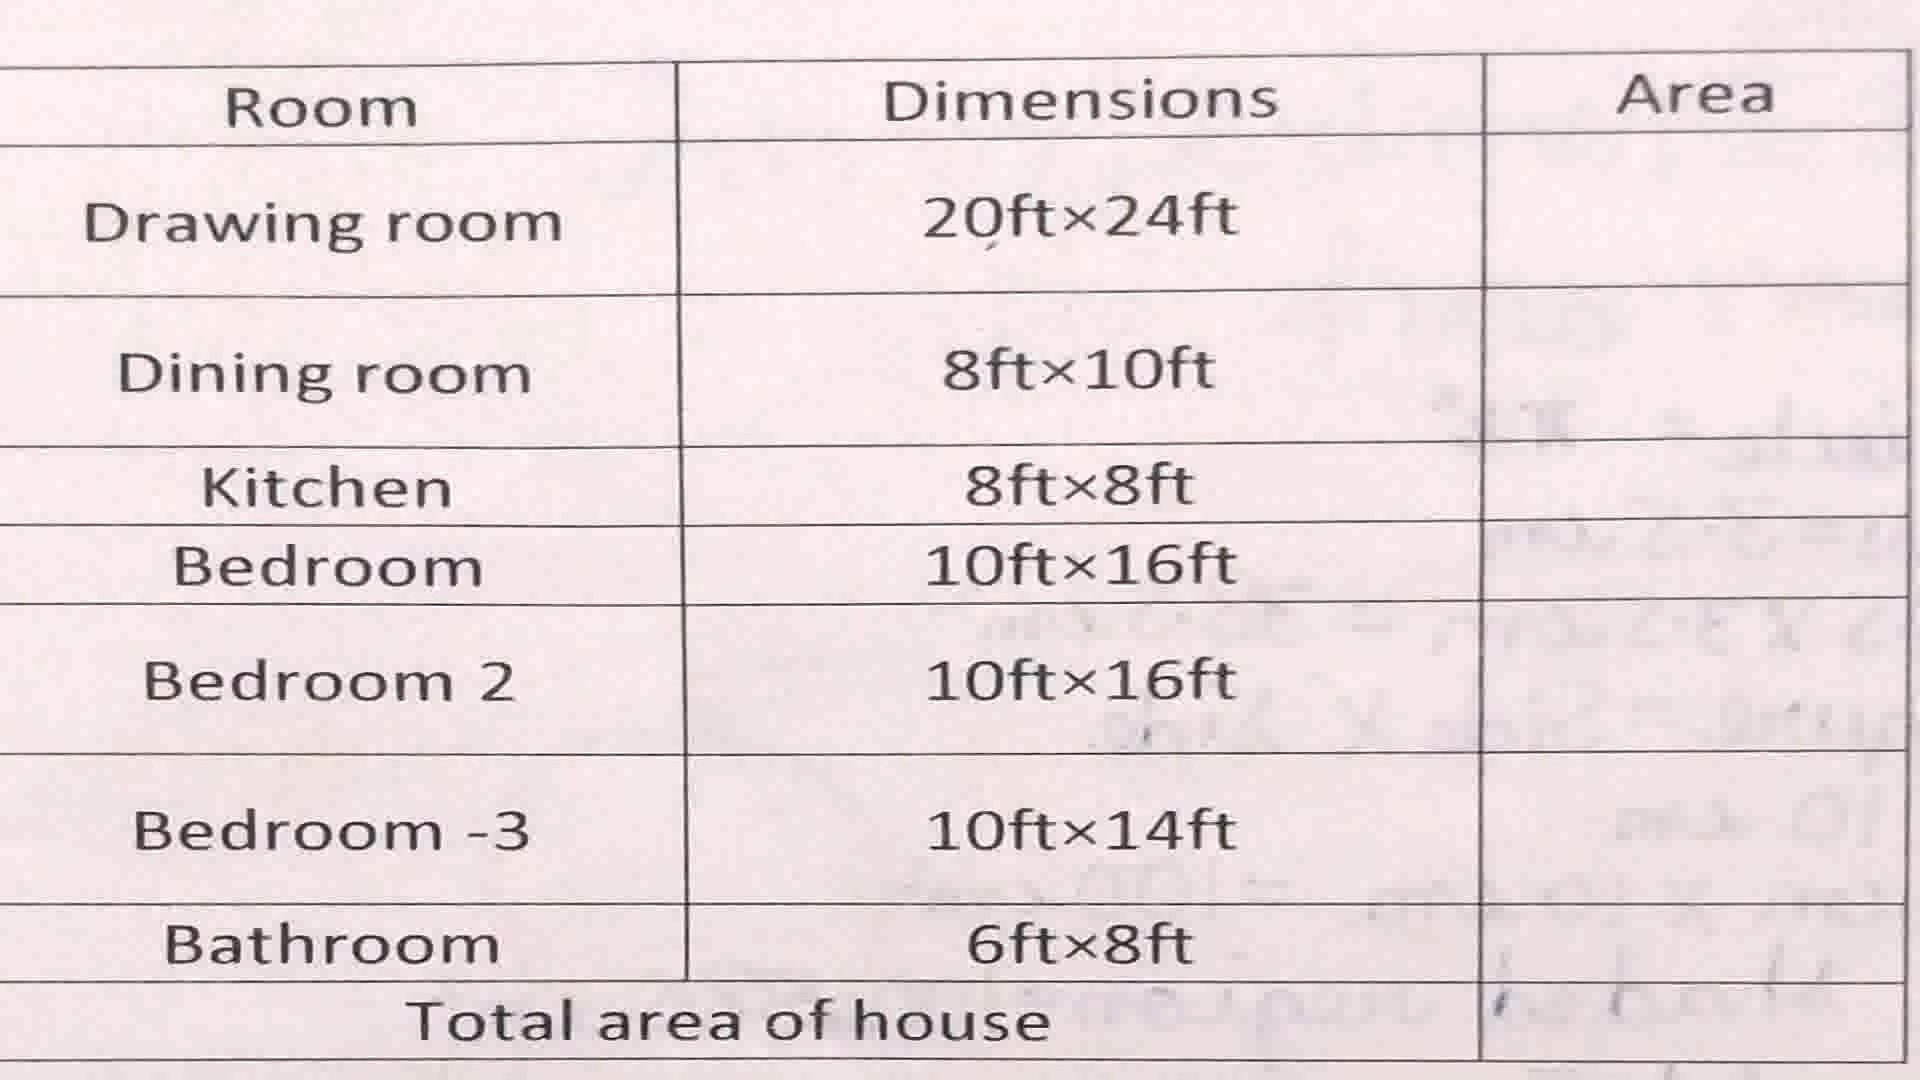 Room Dimensions Area
Drawing room 20ft×24ft
Dining room 8ft×10ft
Kitchen 8ft×8ft
Bedroom 10ft×16ft
Bedroom 2 10ft×16ft
Bedroom -3 10ft×14ft
Bathroom 6ft×8ft
Total area of house